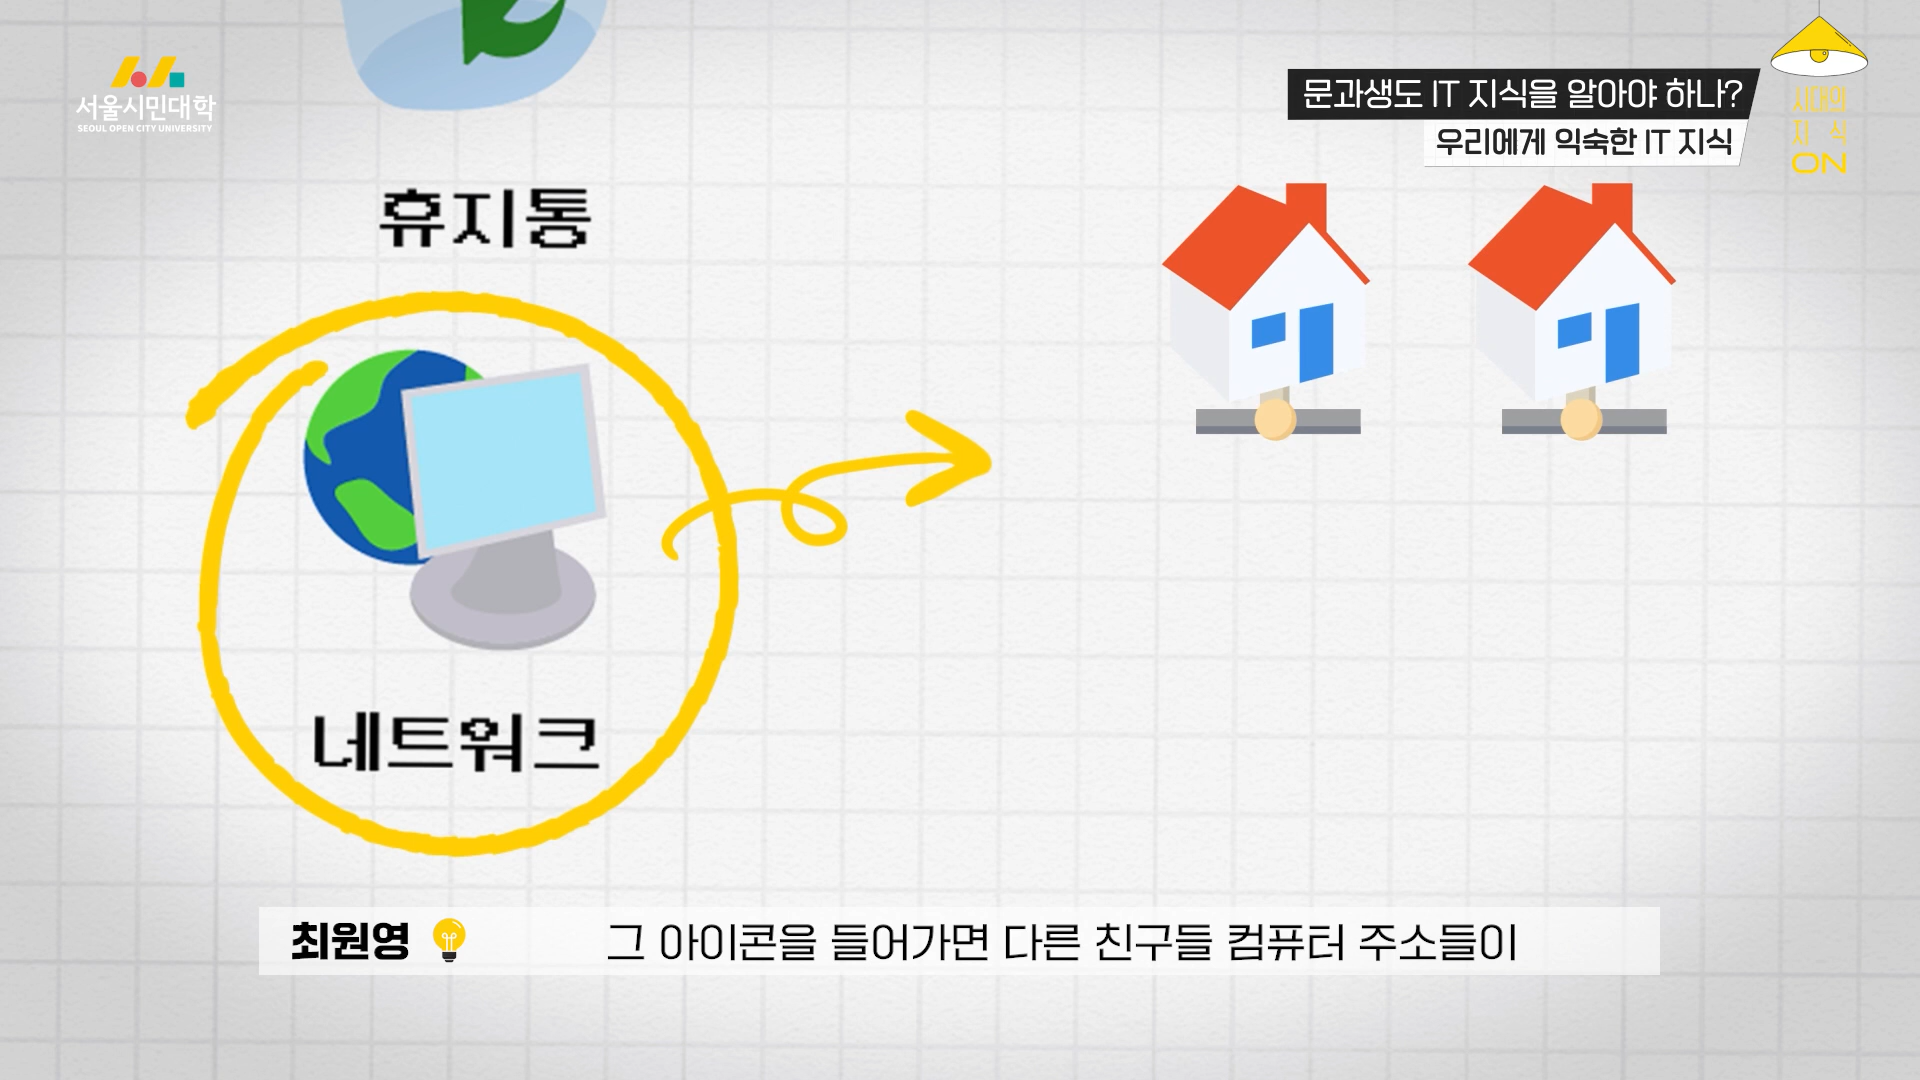 서울시민대학
SEOUL OPEN CITY UNIVERSITY
문과생도 IT 지식을 알아야 하나?
우리에게 익숙한 IT 지식
시대의
지식
ON
휴지통
네트워크
최원영
그 아이콘을 들어가면 다른 친구들 컴퓨터 주소들이